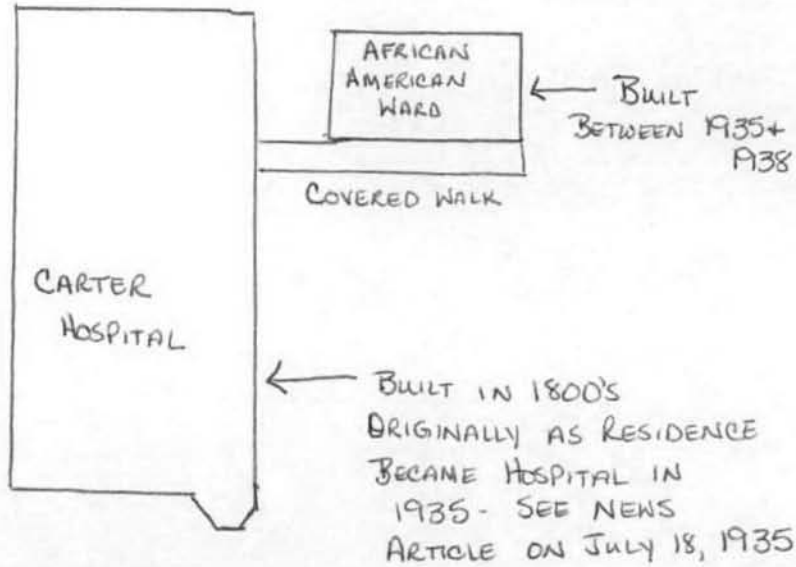 AFRICAN
AMERICAN
WARD
BUILT
BETWEEN 1935+
1938
COVERED WALK
CARTER
HOSPITAL
BUILT IN 1800'S
ORIGINALLY AS RESIDENCE
BECAME HOSPITAL IN
1935- SEE NEWS
ARTICLE ON JULY 18, 1935